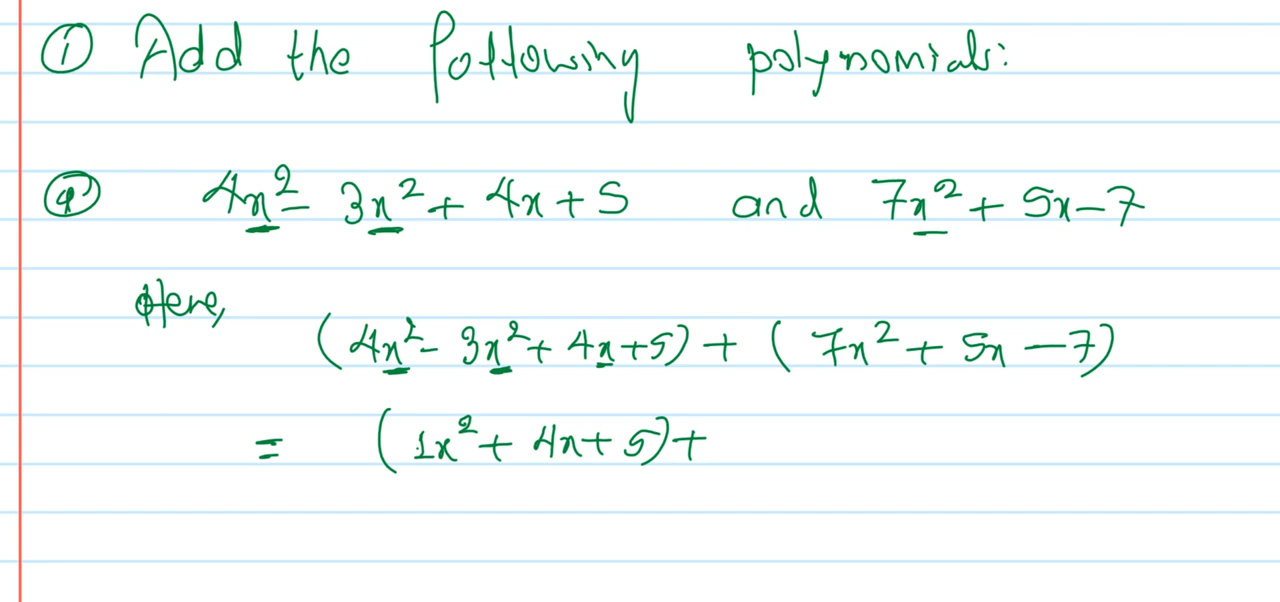 ① Add the following polynomials:
ⓐ 4x² - 3x² + 4x + 5 and 7x² + 5x - 7
Here,
(4x² - 3x² + 4x + 5) + (7x² + 5x - 7)
= (1x² + 4x + 5) +